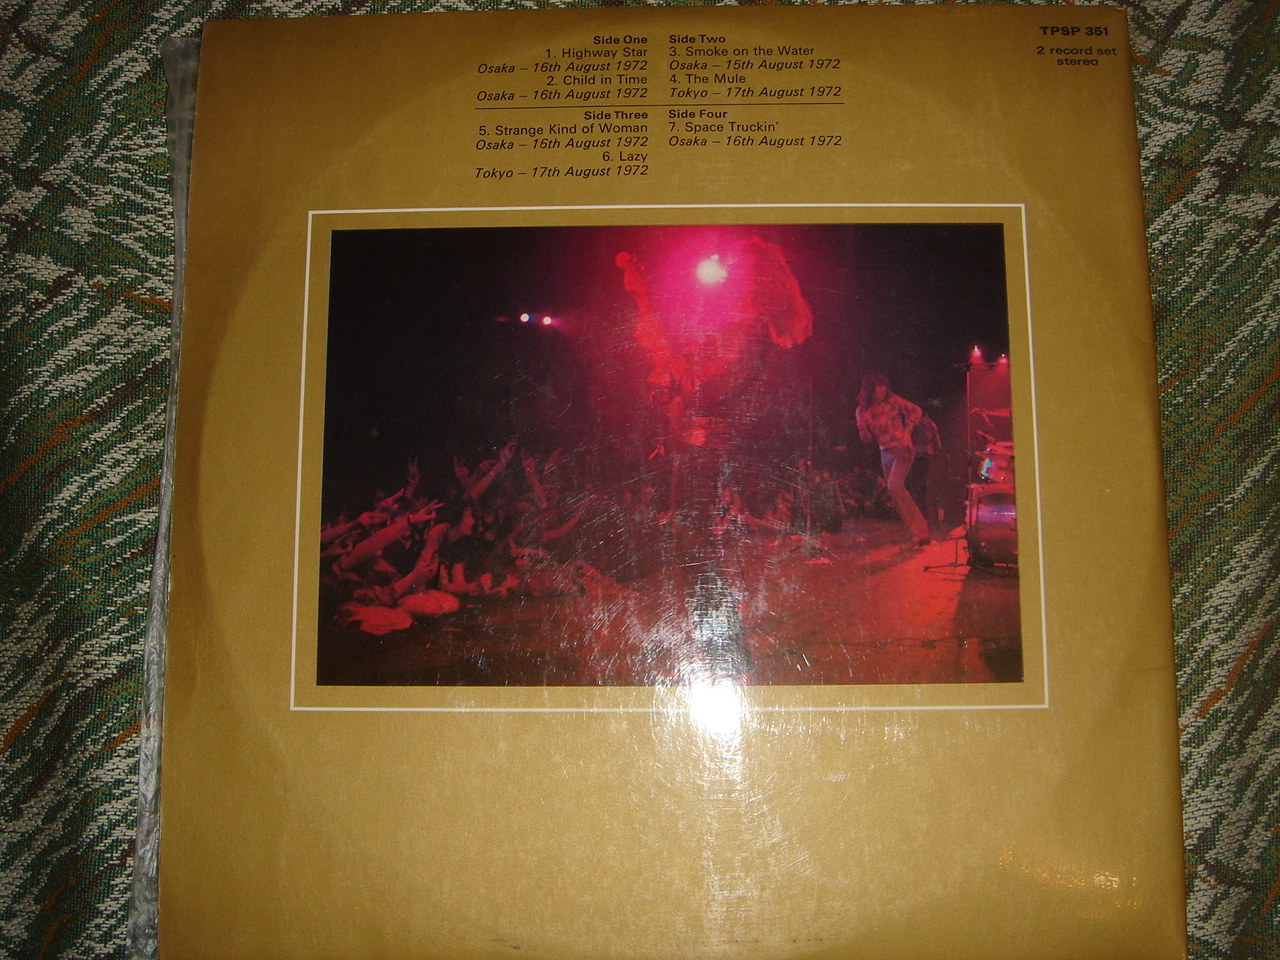 Side One
1. Highway Star
Osaka – 16th August 1972
2. Child in Time
Osaka – 16th August 1972
Side Two
3. Smoke on the Water
Osaka – 15th August 1972
4. The Mule
Tokyo – 17th August 1972
Side Three
5. Strange Kind of Woman
Osaka – 16th August 1972
6. Lazy
Tokyo – 17th August 1972
Side Four
7. Space Truckin'
Osaka – 16th August 1972
TPSP 351
2 record set
stereo